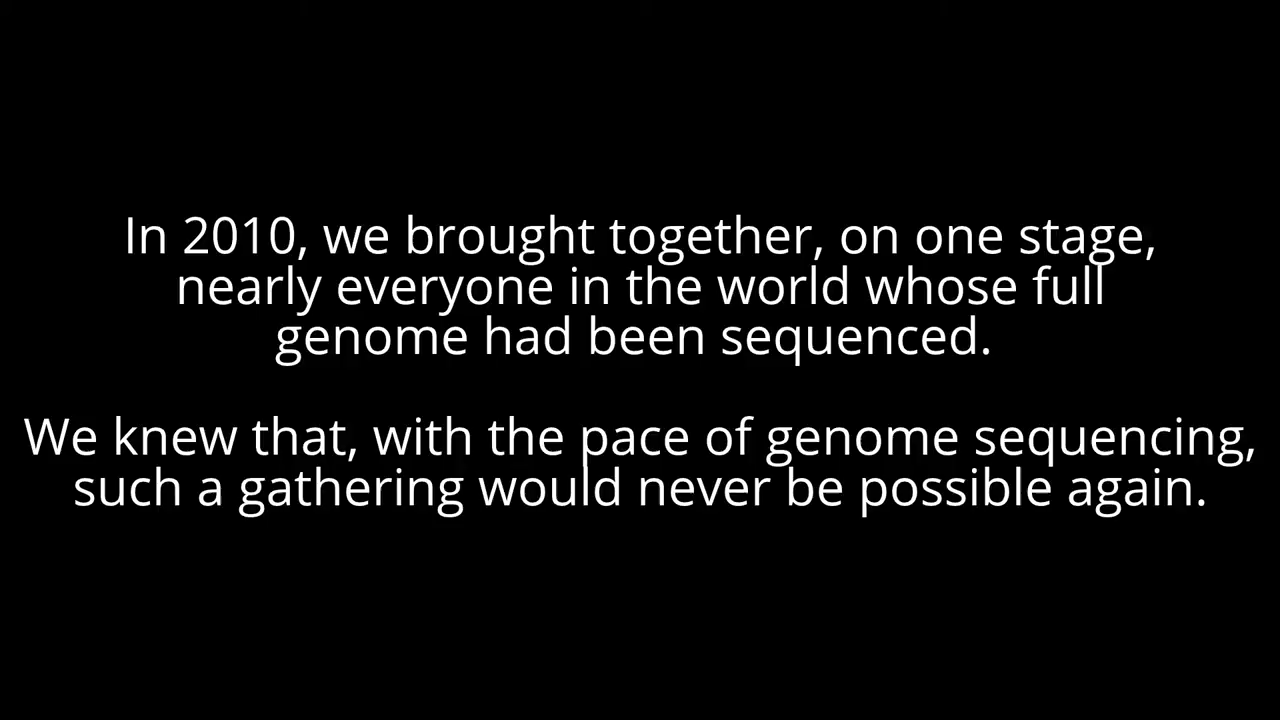 In 2010, we brought together, on one stage,
nearly everyone in the world whose full
genome had been sequenced.
We knew that, with the pace of genome sequencing,
such a gathering would never be possible again.